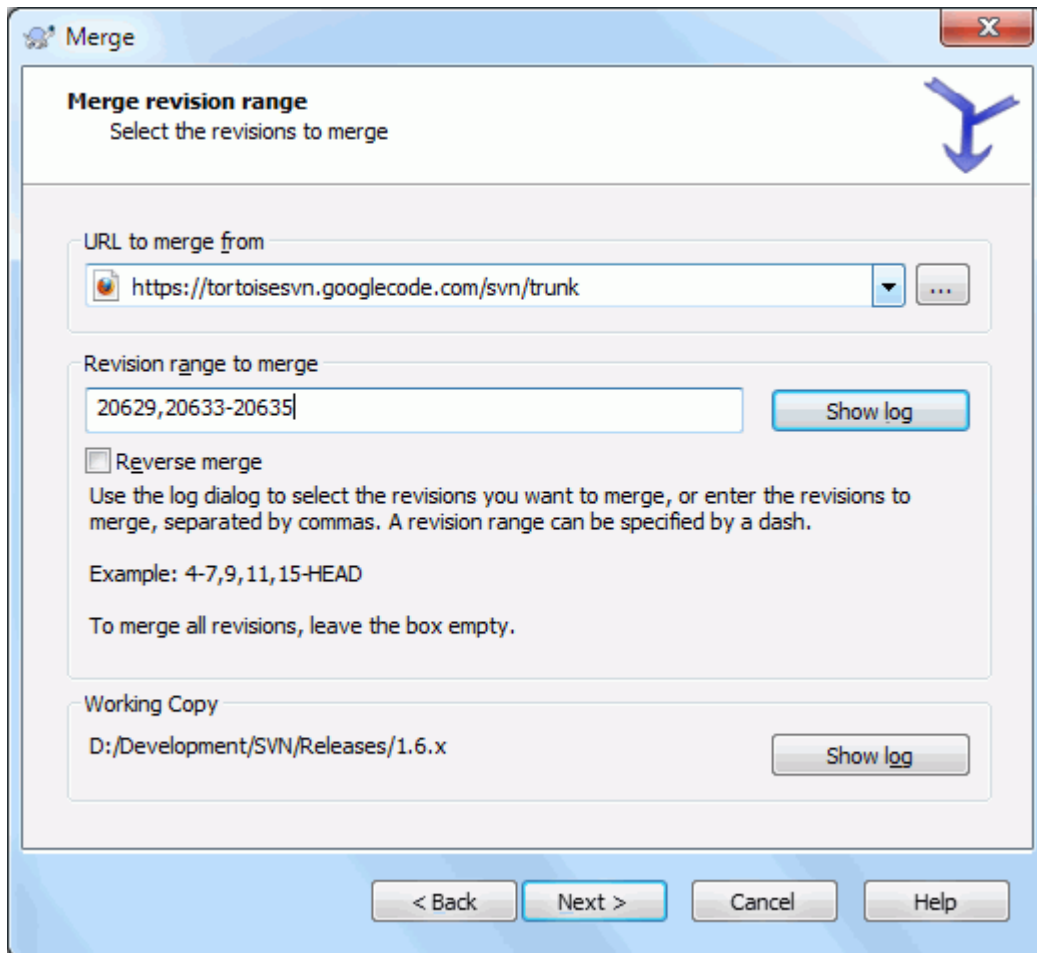 Merge
Merge revision range
Select the revisions to merge
URL to merge from
https://tortoisesvn.googlecode.com/svn/trunk
...
Revision range to merge
20629,20633-20635
Show log
Reverse merge
Use the log dialog to select the revisions you want to merge, or enter the revisions to
merge, separated by commas. A revision range can be specified by a dash.
Example: 4-7,9,11,15-HEAD
To merge all revisions, leave the box empty.
Working Copy
D:/Development/SVN/Releases/1.6.x
Show log
< Back
Next >
Cancel
Help